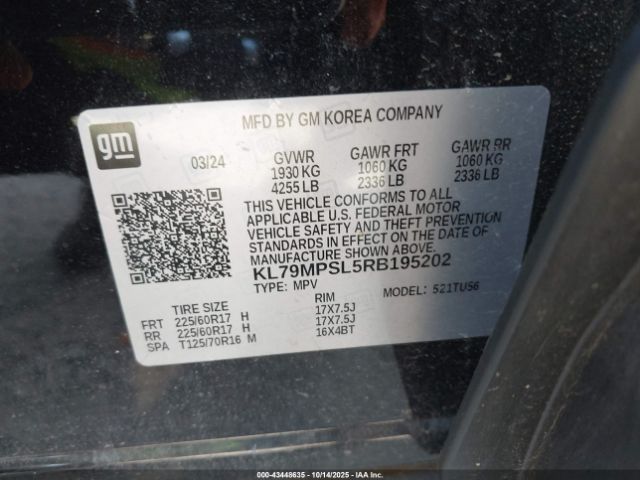 MFD BY GM KOREA COMPANY
gm
03/24 GVWR GAWR FRT GAWR RR
1930 KG 1060 KG 1060 KG
4255 LB 2336 LB 2336 LB
THIS VEHICLE CONFORMS TO ALL
APPLICABLE U.S. FEDERAL MOTOR
VEHICLE SAFETY AND THEFT PREVENTION
STANDARDS IN EFFECT ON THE DATE OF
MANUFACTURE SHOWN ABOVE.
KL79MPSL5RB195202
TYPE: MPV MODEL: 521TU56
TIRE SIZE RIM
FRT 225/60R17 H 17X7.5J
RR 225/60R17 H 17X7.5J
SPA T125/70R16 M 16X4BT
000-43448635 - 10/14/2025 - IAA, Inc.